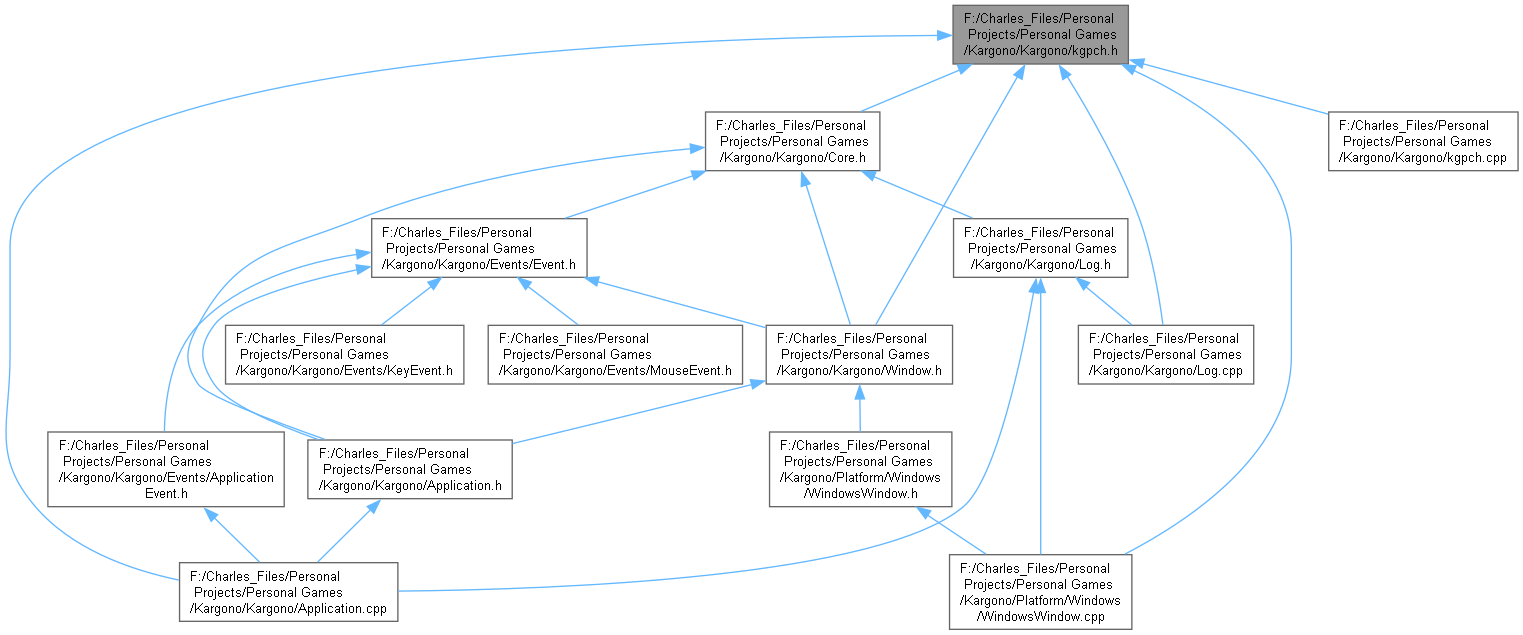 F:/Charles_Files/Personal
Projects/Personal Games
/Kargono/Kargono/kgpch.h
F:/Charles_Files/Personal
Projects/Personal Games
/Kargono/Kargono/Core.h
F:/Charles_Files/Personal
Projects/Personal Games
/Kargono/Kargono/kgpch.cpp
F:/Charles_Files/Personal
Projects/Personal Games
/Kargono/Kargono/Events/Event.h
F:/Charles_Files/Personal
Projects/Personal Games
/Kargono/Kargono/Log.h
F:/Charles_Files/Personal
Projects/Personal Games
/Kargono/Kargono/Events/KeyEvent.h
F:/Charles_Files/Personal
Projects/Personal Games
/Kargono/Kargono/Events/MouseEvent.h
F:/Charles_Files/Personal
Projects/Personal Games
/Kargono/Kargono/Window.h
F:/Charles_Files/Personal
Projects/Personal Games
/Kargono/Kargono/Log.cpp
F:/Charles_Files/Personal
Projects/Personal Games
/Kargono/Kargono/Events/Application
Event.h
F:/Charles_Files/Personal
Projects/Personal Games
/Kargono/Kargono/Application.h
F:/Charles_Files/Personal
Projects/Personal Games
/Kargono/Platform/Windows
/WindowsWindow.h
F:/Charles_Files/Personal
Projects/Personal Games
/Kargono/Kargono/Application.cpp
F:/Charles_Files/Personal
Projects/Personal Games
/Kargono/Platform/Windows
/WindowsWindow.cpp